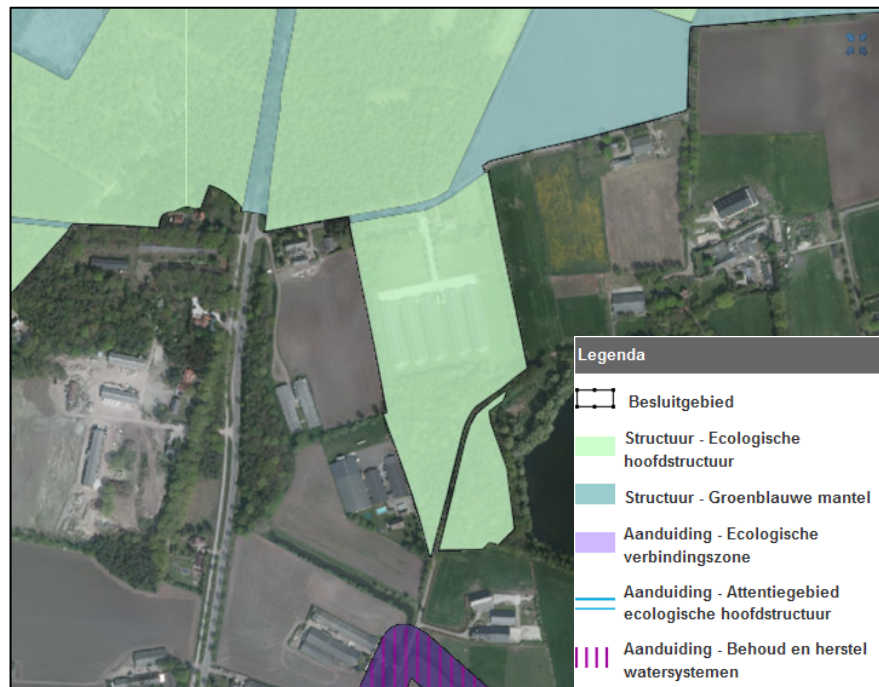 Legenda
Besluitgebied
Structuur - Ecologische
hoofdstructuur
Structuur - Groenblauwe mantel
Aanduiding - Ecologische
verbindingszone
Aanduiding - Attentiegebied
ecologische hoofdstructuur
Aanduiding - Behoud en herstel
watersystemen